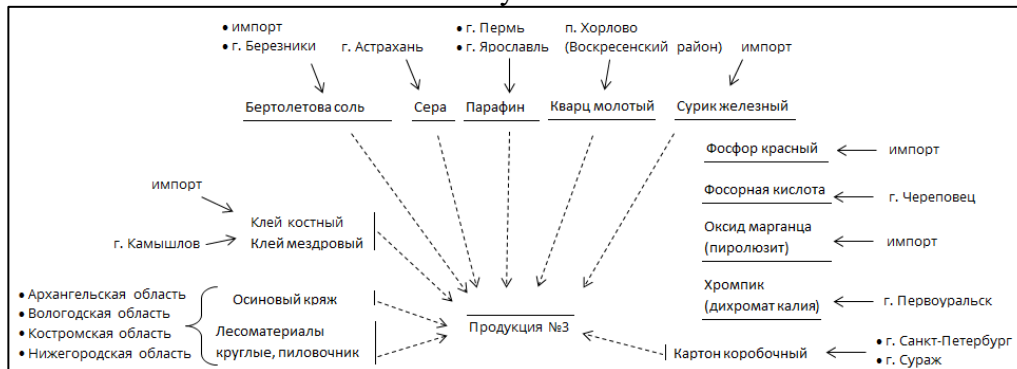 у
• импорт
• г. Березники
г. Астрахань
• г. Пермь
• г. Ярославль
п. Хорлово
(Воскресенский район)
импорт
Бертолетова соль
Сера
Парафин
Кварц молотый
Сурик железный
Фосфор красный
импорт
Фосорная кислота
г. Череповец
Оксид марганца
(пиролюзит)
импорт
Хромпик
(дихромат калия)
г. Первоуральск
импорт
Клей костный
г. Камышлов
Клей мездровый
• Архангельская область
• Вологодская область
• Костромская область
• Нижегородская область
Осиновый кряж
Лесоматериалы
круглые, пиловочник
Продукция №3
Картон коробочный
• г. Санкт-Петербург
• г. Сураж